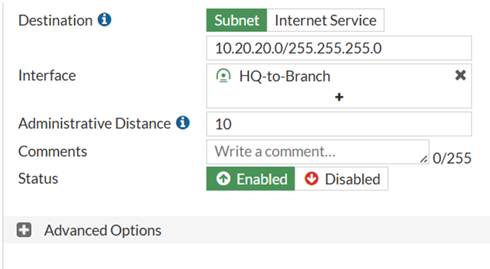 Destination Subnet Internet Service
10.20.20.0/255.255.255.0
Interface HQ-to-Branch
+
Administrative Distance 10
Comments Write a comment... 0/255
Status Enabled Disabled
Advanced Options